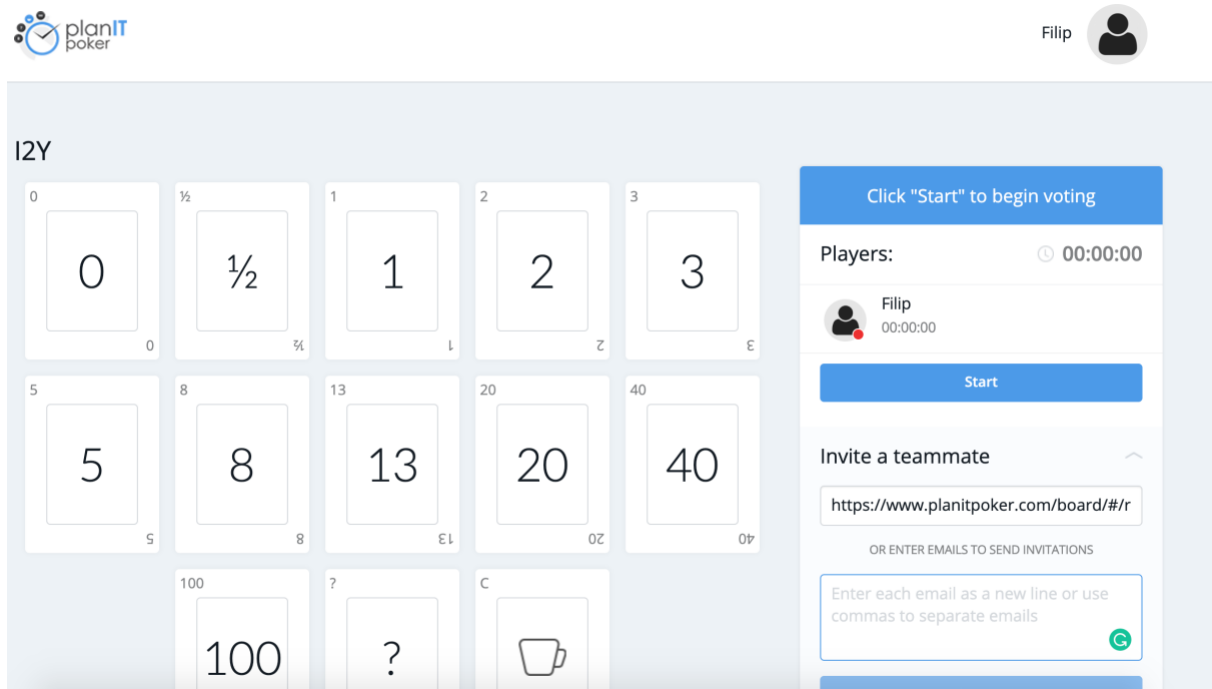 planIT
poker
Filip
I2Y
0
0
0
½
½
½
1
1
1
2
2
2
3
3
3
5
5
5
8
8
8
13
13
13
20
20
20
40
40
40
100
100
?
?
C
Click "Start" to begin voting
Players:
00:00:00
Filip
00:00:00
Start
Invite a teammate
https://www.planitpoker.com/board/#/r
OR ENTER EMAILS TO SEND INVITATIONS
Enter each email as a new line or use
commas to separate emails